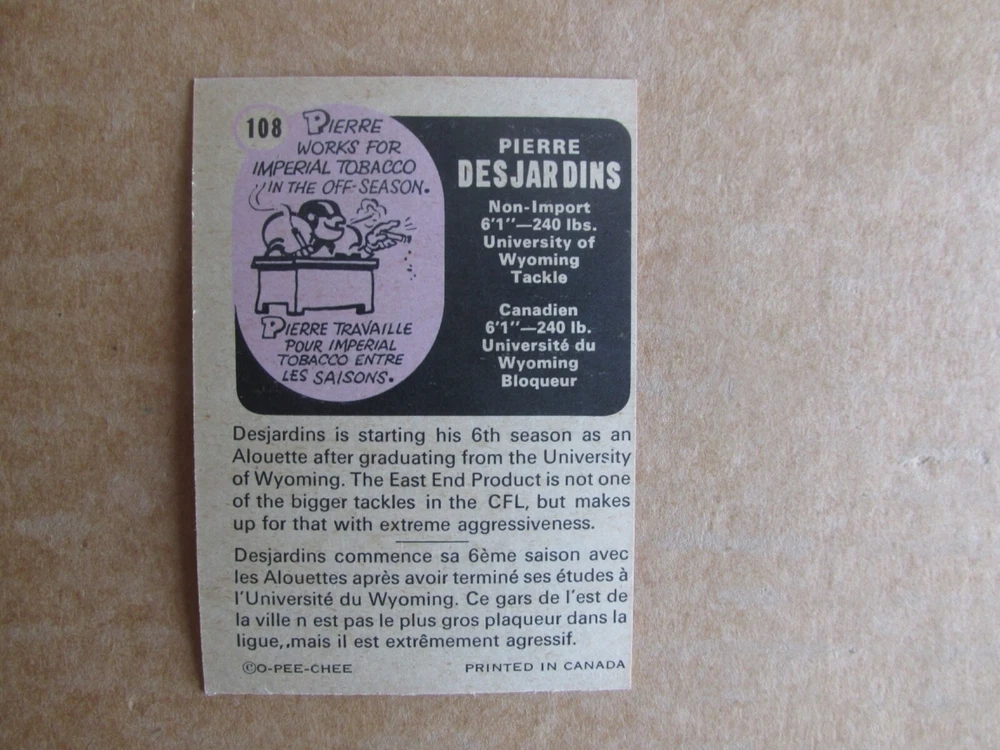 108
PIERRE
WORKS FOR
IMPERIAL TOBACCO
IN THE OFF-SEASON.
PIERRE TRAVAILLE
POUR IMPERIAL
TOBACCO ENTRE
LES SAISONS.
PIERRE
DESJARDINS
Non-Import
6'1"—240 lbs.
University of
Wyoming
Tackle
Canadien
6'1"—240 lb.
Université du
Wyoming
Bloqueur
Desjardins is starting his 6th season as an
Alouette after graduating from the University
of Wyoming. The East End Product is not one
of the bigger tackles in the CFL, but makes
up for that with extreme aggressiveness.
Desjardins commence sa 6ème saison avec
les Alouettes après avoir terminé ses études à
l'Université du Wyoming. Ce gars de l'est de
la ville n est pas le plus gros plaqueur dans la
ligue,.mais il est extrêmement agressif.
©O-PEE-CHEE
PRINTED IN CANADA